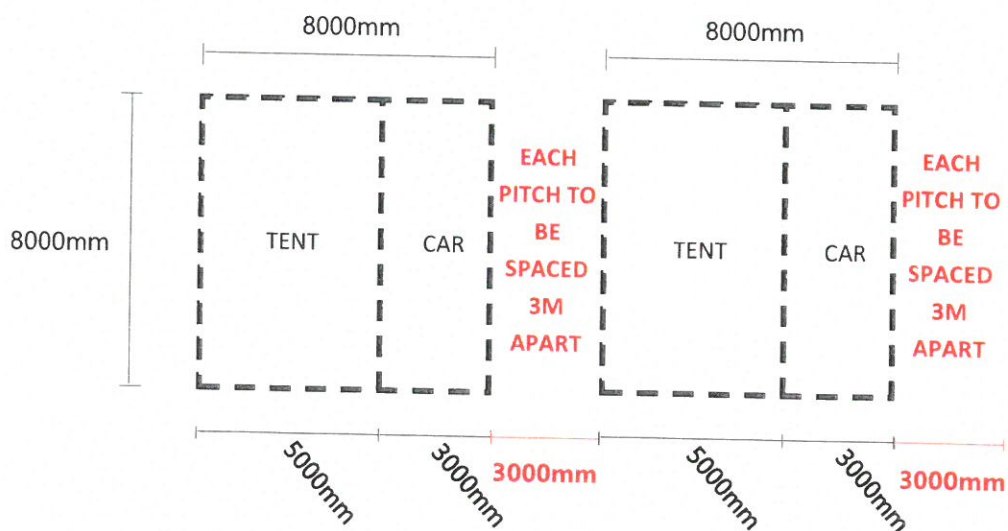 8000mm
8000mm
8000mm
TENT
CAR
EACH
PITCH TO
BE
SPACED
3M
APART
TENT
CAR
EACH
PITCH TO
BE
SPACED
3M
APART
5000mm
3000mm
3000mm
5000mm
3000mm
3000mm